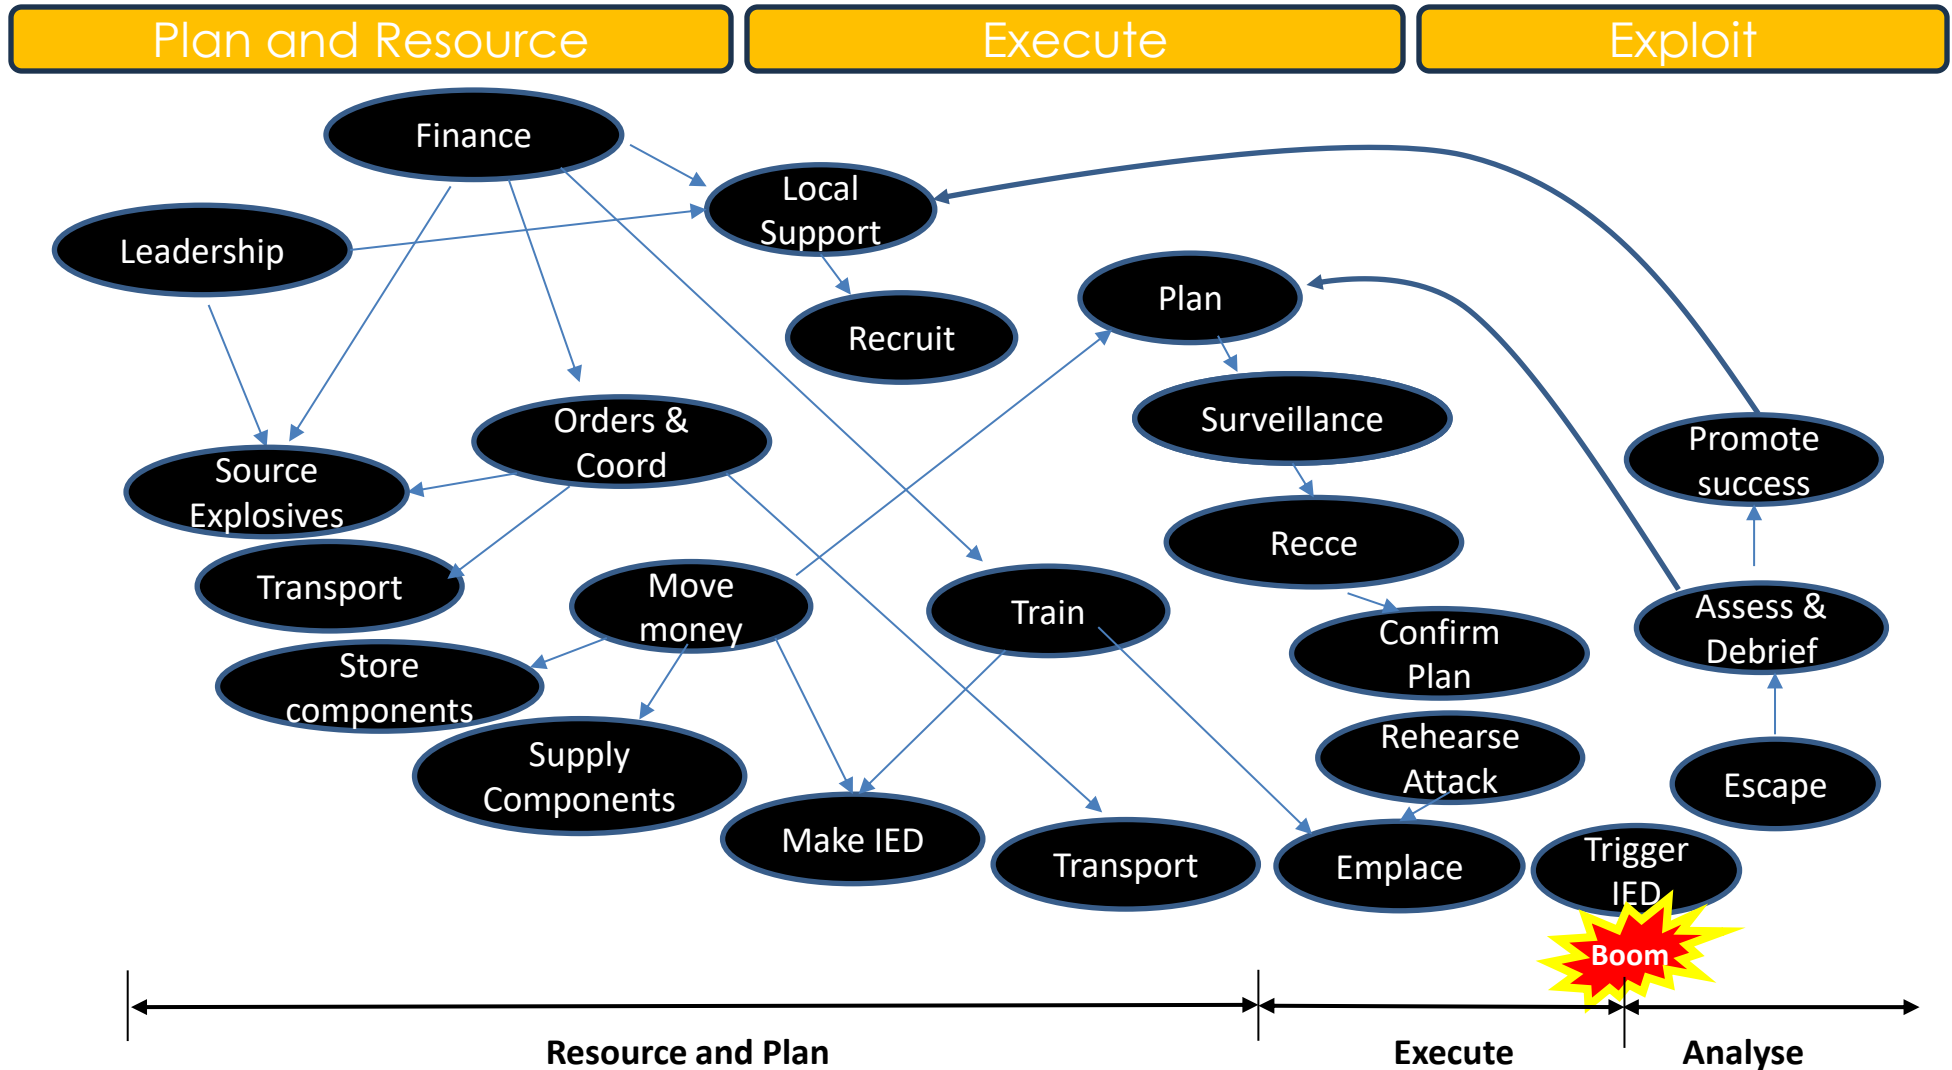 Plan and Resource
Execute
Exploit
Finance
Local
Support
Leadership
Plan
Recruit
Surveillance
Orders &
Coord
Promote
success
Source
Explosives
Recce
Transport
Move
money
Train
Assess &
Debrief
Confirm
Plan
Store
components
Rehearse
Attack
Supply
Components
Escape
Make IED
Transport
Emplace
Trigger
IED
Boom
Resource and Plan
Execute
Analyse